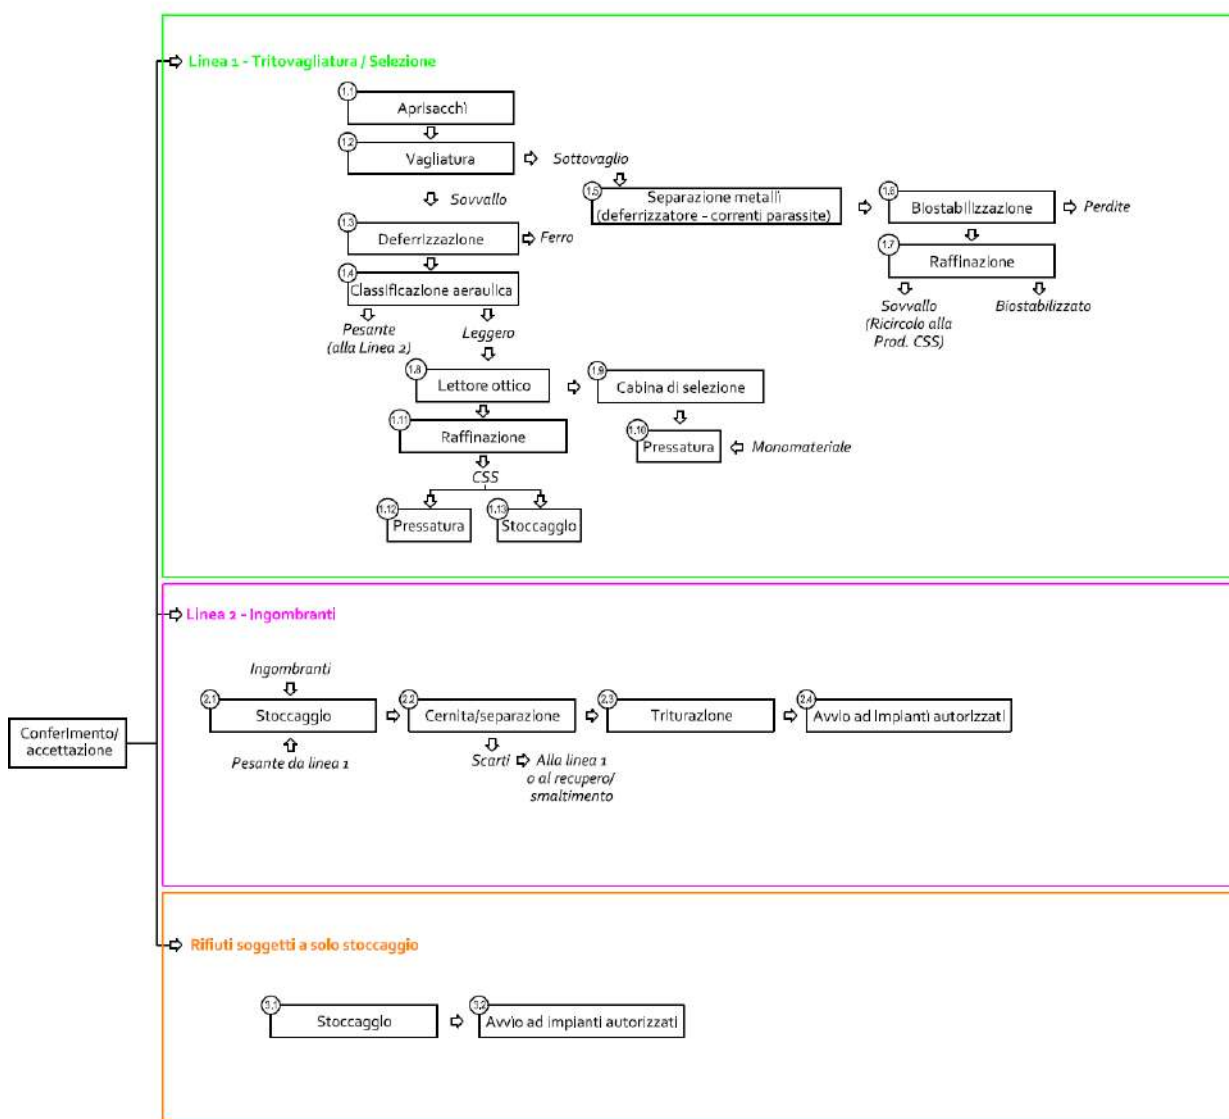 Linea 1 - Tritovagliatura / Selezione
1.1
Aprisacchi
1.2
Vagliatura
Sottovaglio
Sovvallo
1.5
Separazione metalli
(deferrizzatore - correnti parassite)
1.6
Biostabilizzazione
Perdite
1.3
Deferrizzazione
Ferro
1.7
Raffinazione
1.4
Classificazione aeraulica
Sovvallo
(Ricircolo alla
Prod. CSS)
Biostabilizzato
Pesante
(alla Linea 2)
Leggero
1.8
Lettore ottico
1.9
Cabina di selezione
1.11
Raffinazione
1.10
Pressatura
Monomateriale
CSS
1.12
Pressatura
1.13
Stoccaggio
Linea 2 - Ingombranti
Ingombranti
2.1
Stoccaggio
2.2
Cernita/separazione
2.3
Triturazione
2.4
Avvio ad impianti autorizzati
Conferimento/
accettazione
Pesante da linea 1
Scarti
Alla linea 1
o al recupero/
smaltimento
Rifiuti soggetti a solo stoccaggio
3.1
Stoccaggio
3.2
Avvio ad impianti autorizzati